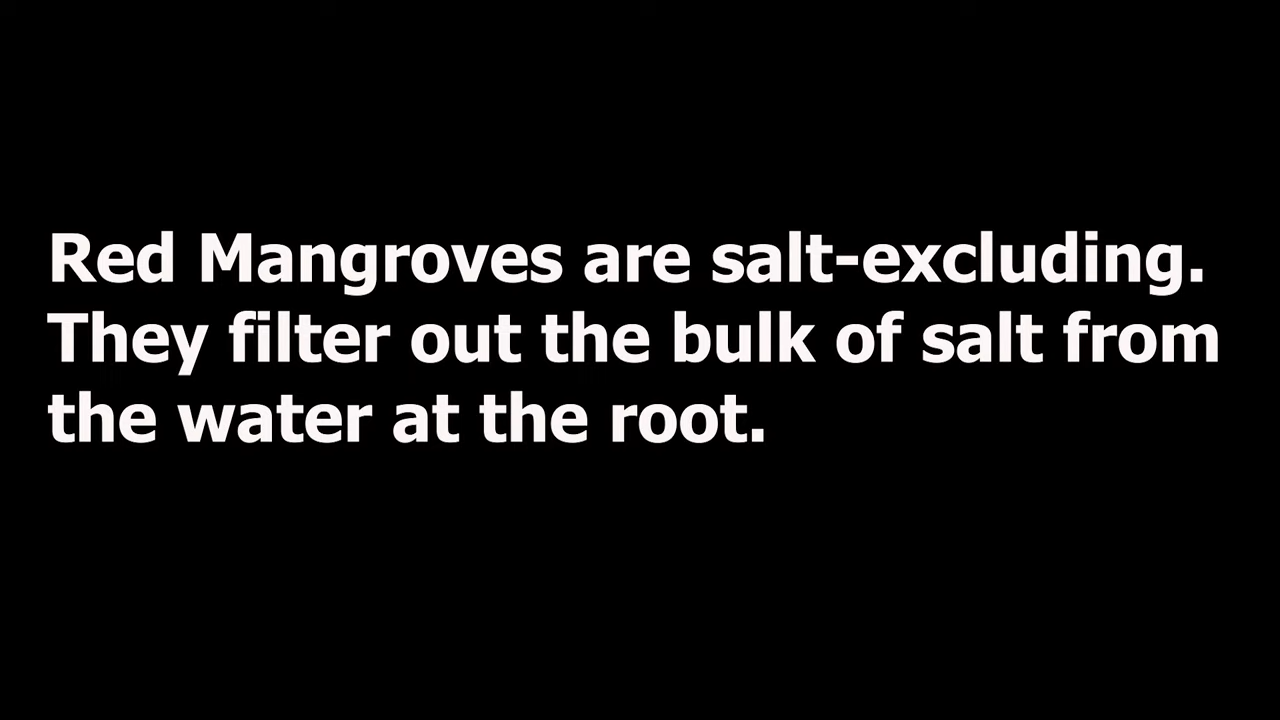 Red Mangroves are salt-excluding.
They filter out the bulk of salt from
the water at the root.